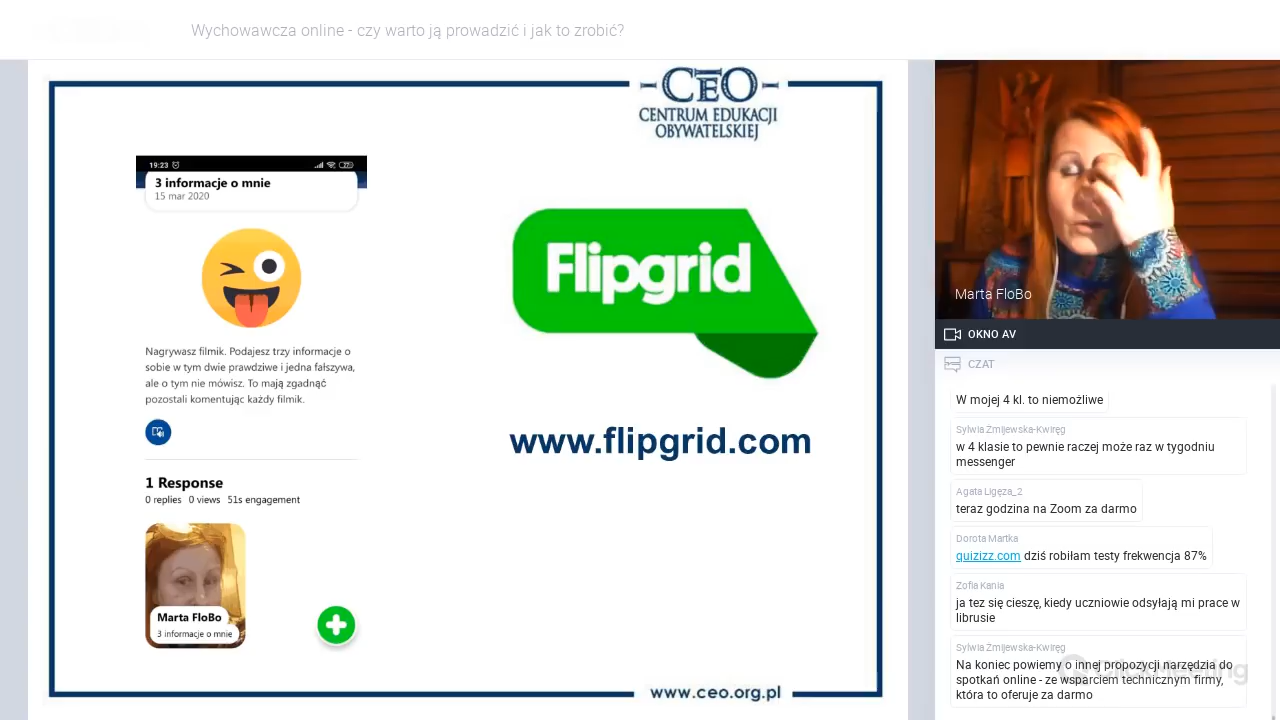 Wychowawcza online - czy warto ją prowadzić i jak to zrobić?
CEO
CENTRUM EDUKACJI
OBYWATELSKIEJ
19:23
27
3 informacje o mnie
15 mar 2020
Nagrywasz filmik. Podajesz trzy informacje o
sobie w tym dwie prawdziwe i jedna fałszywa,
ale o tym nie mówisz. To mają zgadnąć
pozostali komentując każdy filmik.
1 Response
0 replies 0 views 51s engagement
Marta FloBo
3 informacje o mnie
Flipgrid
www.flipgrid.com
www.ceo.org.pl
Marta FloBo
OKNO AV
CZAT
W mojej 4 kl. to niemożliwe
Sylwia Żmijewska-Kwiręg
w 4 klasie to pewnie raczej może raz w tygodniu
messenger
Agata Ligęza_2
teraz godzina na Zoom za darmo
Dorota Martka
quizizz.com dziś robiłam testy frekwencja 87%
Zofia Kania
ja tez się ciesze, kiedy uczniowie odsyłają mi prace w
librusie
Sylwia Żmijewska-Kwiręg
Na koniec powiemy o innej propozycji narzędzia do
spotkań online - ze wsparciem technicznym firmy,
która to oferuje za darmo